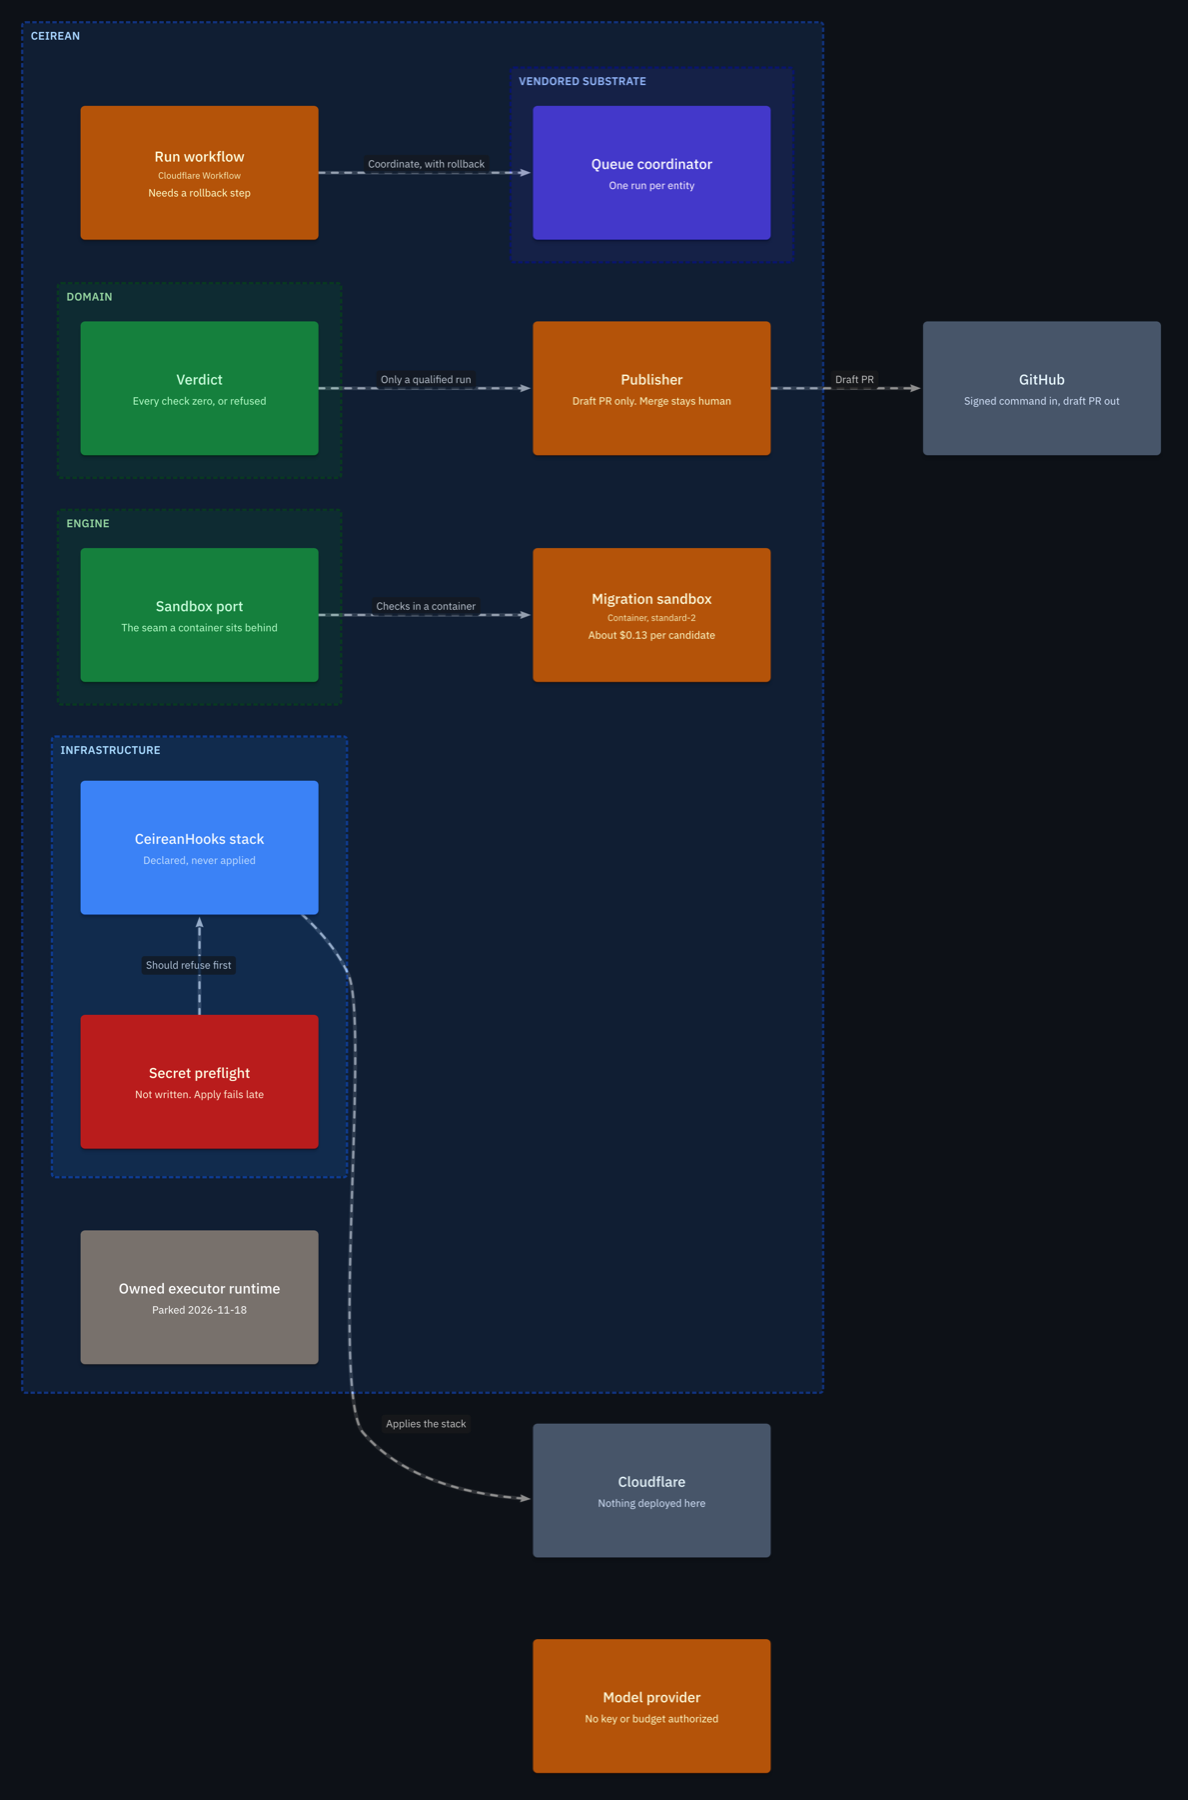 CEIREAN
VENDORED SUBSTRATE
Run workflow
Cloudflare Workflow
Needs a rollback step
Coordinate, with rollback
Queue coordinator
One run per entity
DOMAIN
Verdict
Every check zero, or refused
Only a qualified run
Publisher
Draft PR only. Merge stays human
Draft PR
GitHub
Signed command in, draft PR out
ENGINE
Sandbox port
The seam a container sits behind
Checks in a container
Migration sandbox
Container, standard-2
About $0.13 per candidate
INFRASTRUCTURE
CeireanHooks stack
Declared, never applied
Should refuse first
Secret preflight
Not written. Apply fails late
Owned executor runtime
Parked 2026-11-18
Applies the stack
Cloudflare
Nothing deployed here
Model provider
No key or budget authorized